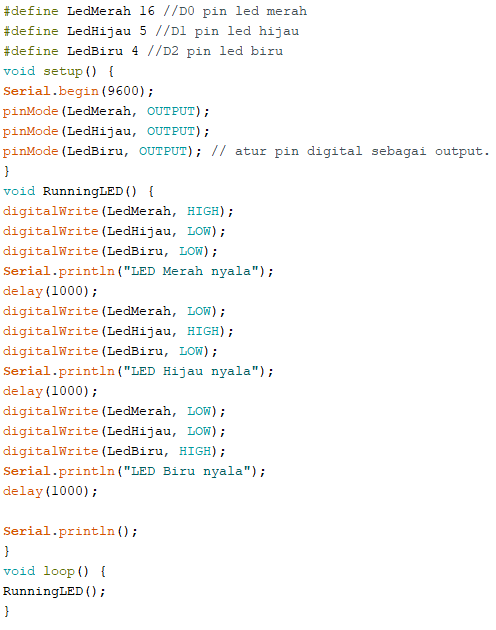 #define LedMerah 16 //D0 pin led merah
#define LedHijau 5 //D1 pin led hijau
#define LedBiru 4 //D2 pin led biru
void setup() {
Serial.begin(9600);
pinMode(LedMerah, OUTPUT);
pinMode(LedHijau, OUTPUT);
pinMode(LedBiru, OUTPUT); // atur pin digital sebagai output.
}
void RunningLED() {
digitalWrite(LedMerah, HIGH);
digitalWrite(LedHijau, LOW);
digitalWrite(LedBiru, LOW);
Serial.println("LED Merah nyala");
delay(1000);
digitalWrite(LedMerah, LOW);
digitalWrite(LedHijau, HIGH);
digitalWrite(LedBiru, LOW);
Serial.println("LED Hijau nyala");
delay(1000);
digitalWrite(LedMerah, LOW);
digitalWrite(LedHijau, LOW);
digitalWrite(LedBiru, HIGH);
Serial.println("LED Biru nyala");
delay(1000);

Serial.println();
}
void loop() {
RunningLED();
}